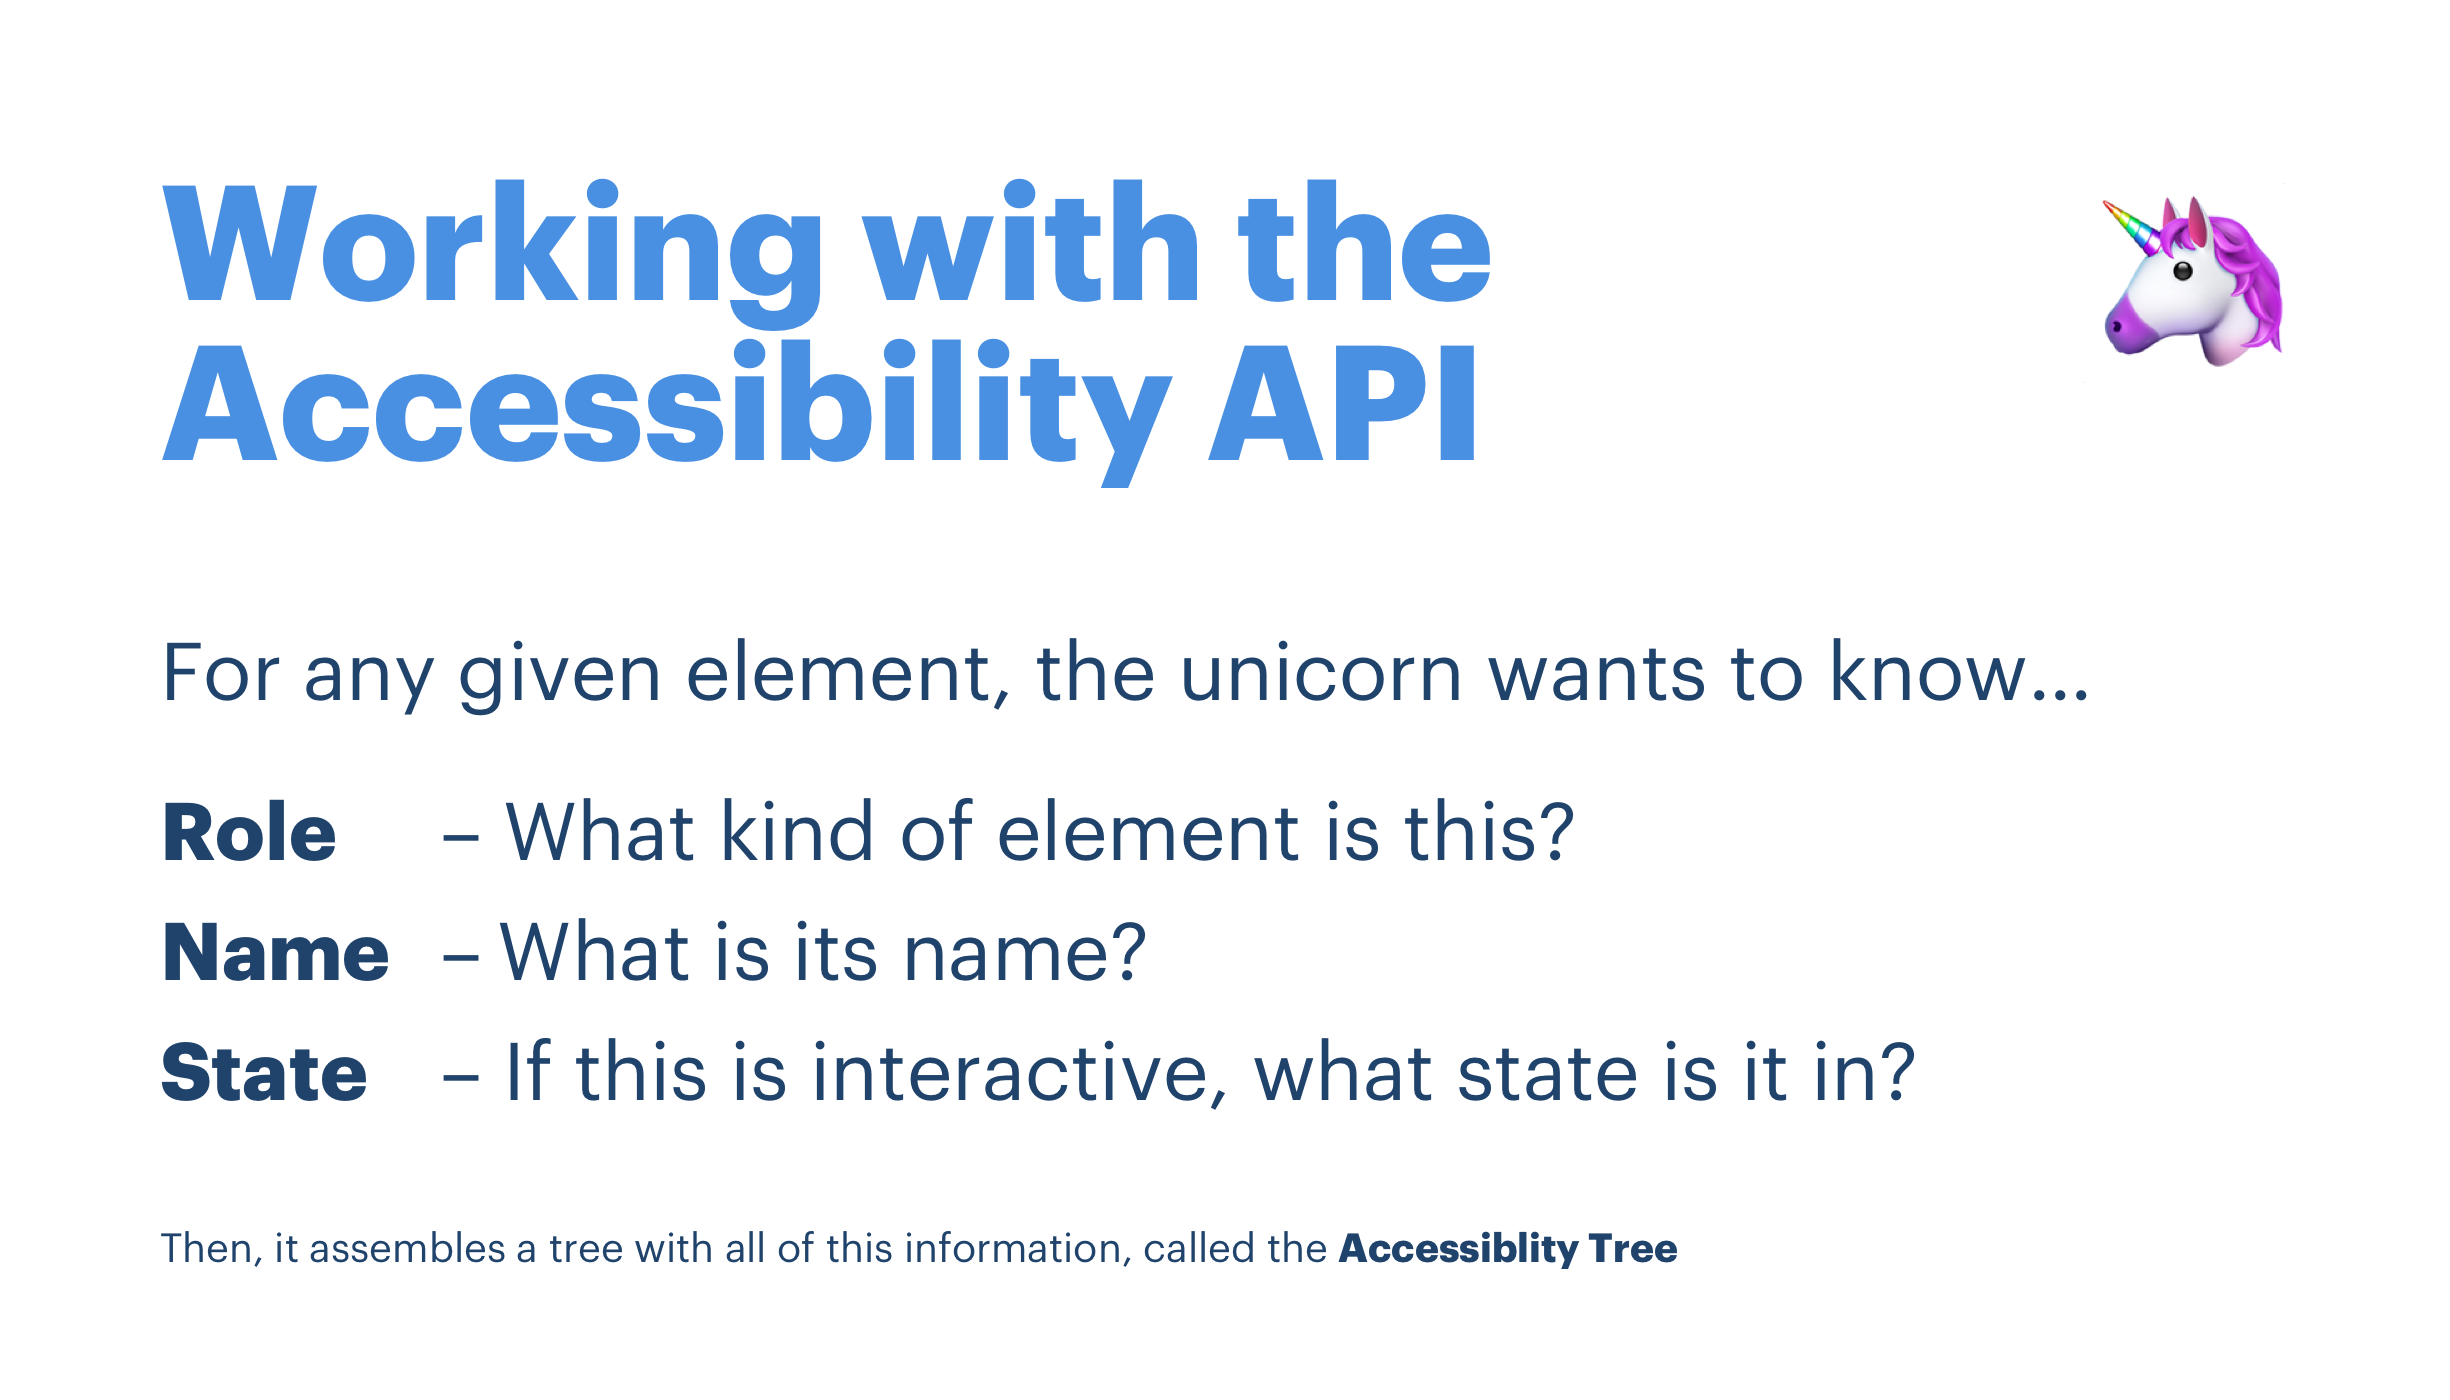 Working with the
Accessibility API
For any given element, the unicorn wants to know...
Role – What kind of element is this?
Name – What is its name?
State – If this is interactive, what state is it in?
Then, it assembles a tree with all of this information, called the Accessiblity Tree